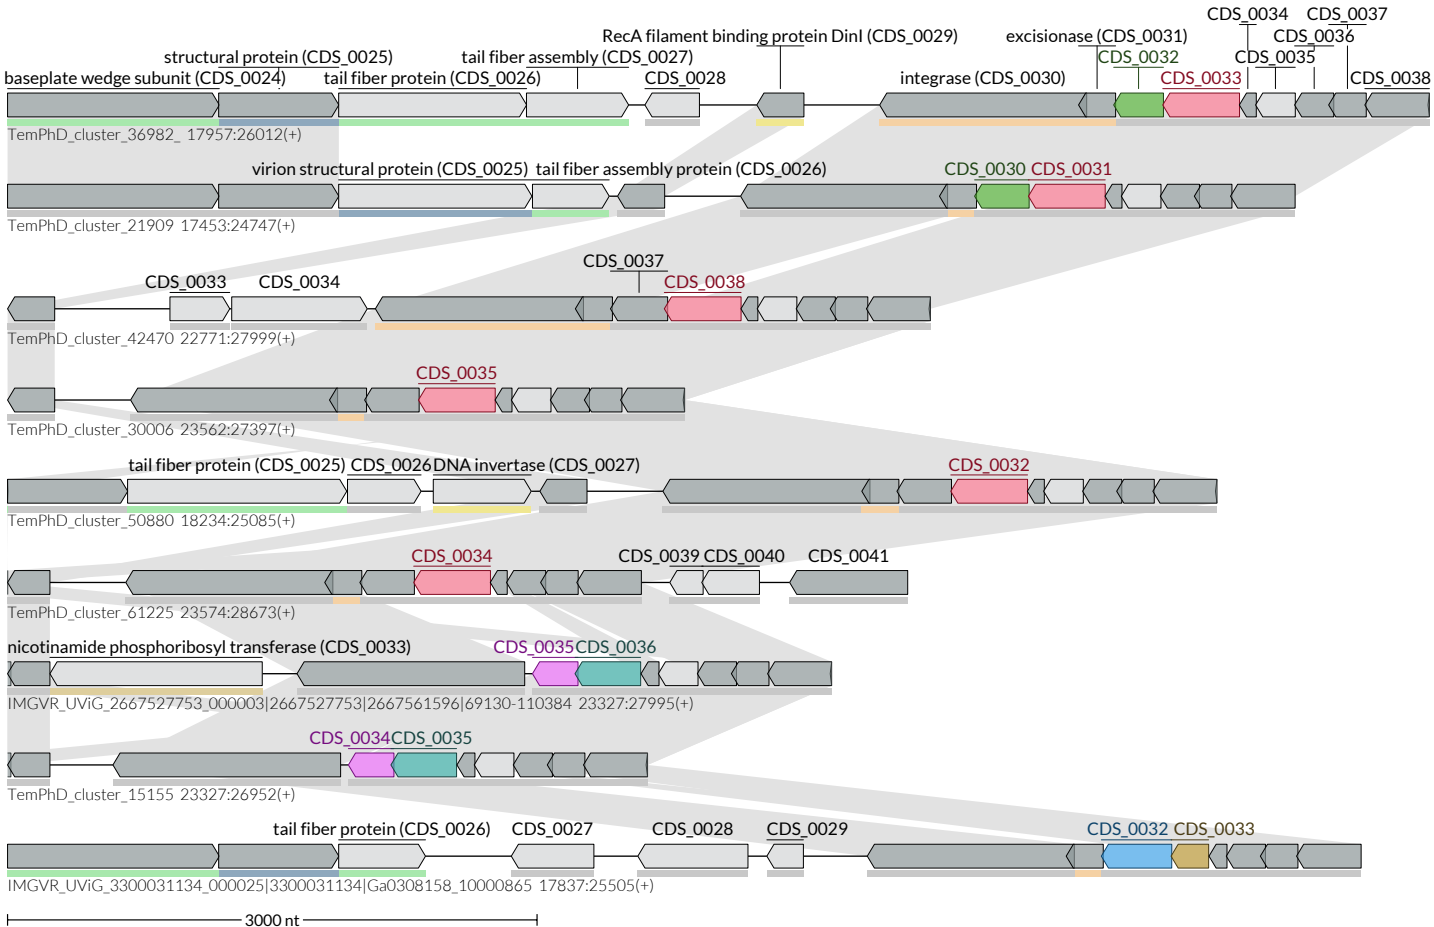 CDS_0034 CDS_0037
RecA filament binding protein DinI (CDS_0029) excisionase (CDS_0031) CDS_0036
structural protein (CDS_0025) tail fiber assembly (CDS_0027) CDS_0032 CDS_0035
baseplate wedge subunit (CDS_0024) tail fiber protein (CDS_0026) CDS_0028 integrase (CDS_0030) CDS_0033 CDS_0038
TemPhD_cluster_36982_ 17957:26012(+)
virion structural protein (CDS_0025) tail fiber assembly protein (CDS_0026) CDS_0030 CDS_0031
TemPhD_cluster_21909 17453:24747(+)
CDS_0037
CDS_0033 CDS_0034 CDS_0038
TemPhD_cluster_42470 22771:27999(+)
CDS_0035
TemPhD_cluster_30006 23562:27397(+)
tail fiber protein (CDS_0025) CDS_0026 DNA invertase (CDS_0027) CDS_0032
TemPhD_cluster_50880 18234:25085(+)
CDS_0034 CDS_0039 CDS_0040 CDS_0041
TemPhD_cluster_61225 23574:28673(+)
nicotinamide phosphoribosyl transferase (CDS_0033) CDS_0035 CDS_0036
IMGVR_UViG_2667527753_000003|2667527753|2667561596|69130-110384 23327:27995(+)
CDS_0034 CDS_0035
TemPhD_cluster_15155 23327:26952(+)
tail fiber protein (CDS_0026) CDS_0027 CDS_0028 CDS_0029 CDS_0032 CDS_0033
IMGVR_UViG_3300031134_000025|3300031134|Ga0308158_10000865 17837:25505(+)
3000 nt